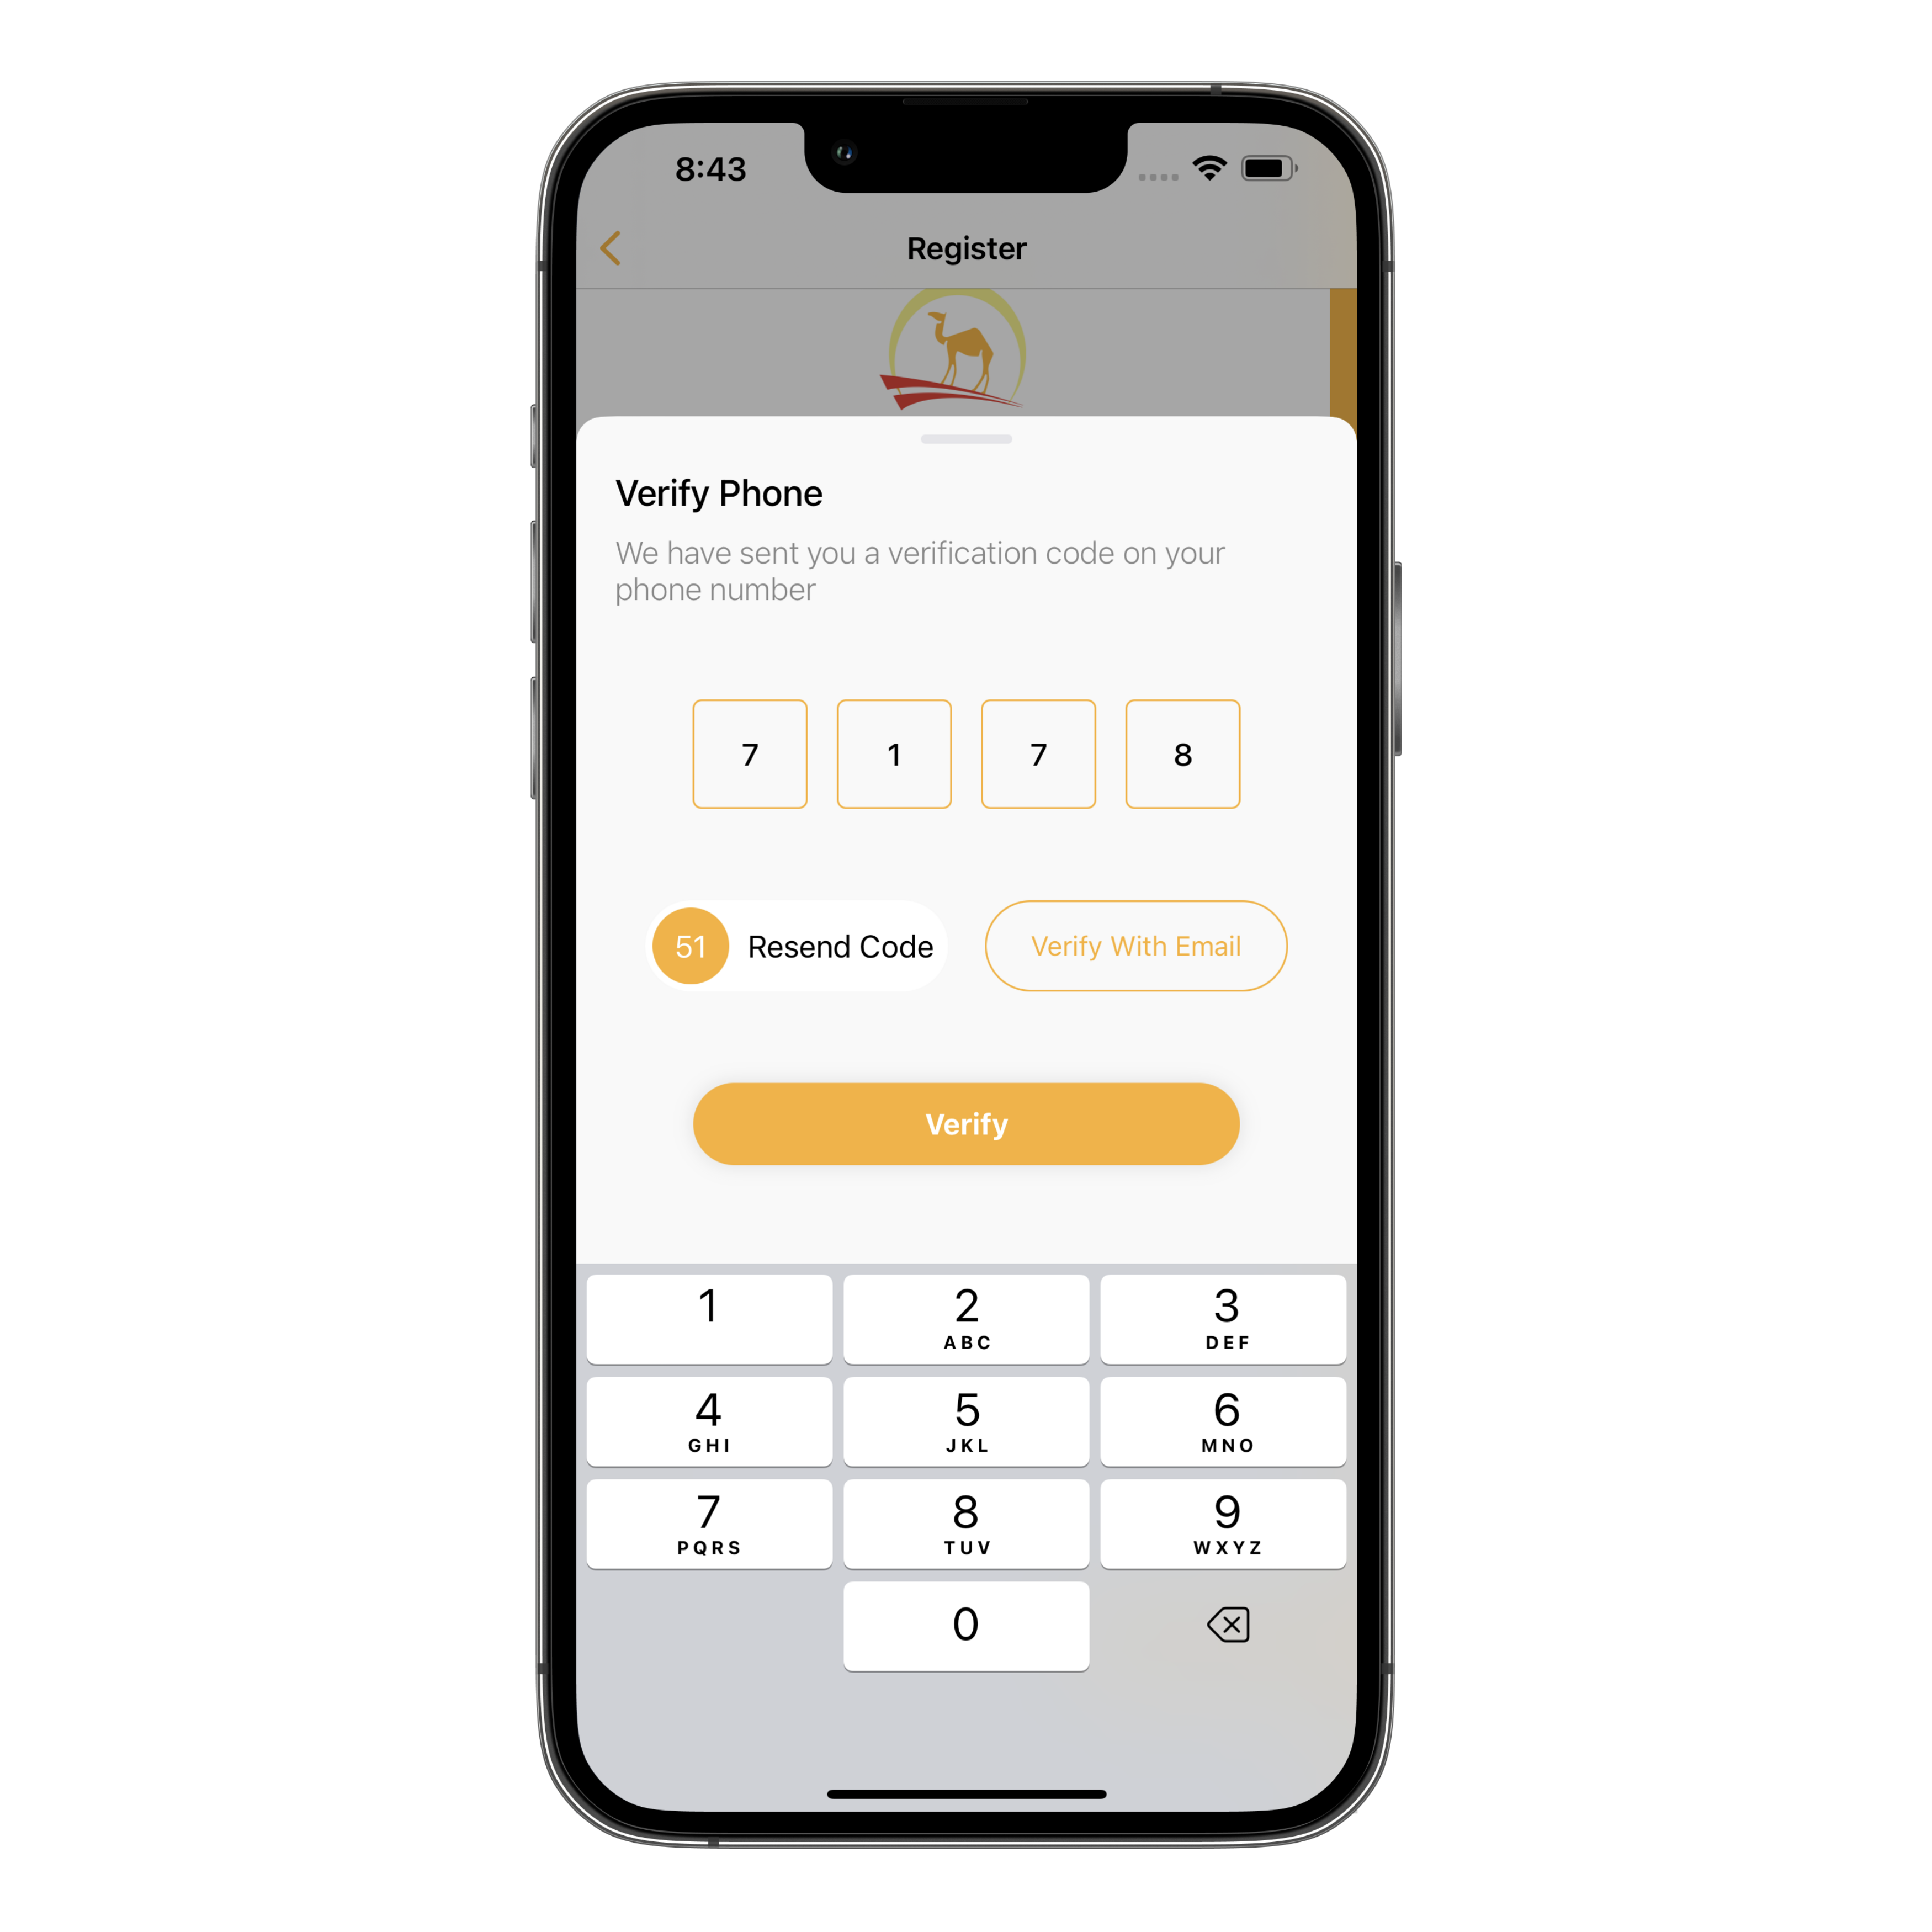 8:43
Register
Verify Phone
We have sent you a verification code on your
phone number
7 1 7 8
51 Resend Code Verify With Email
Verify
1 2 3
ABC DEF
4 5 6
GHI JKL MNO
7 8 9
PQRS TUV WXYZ
0